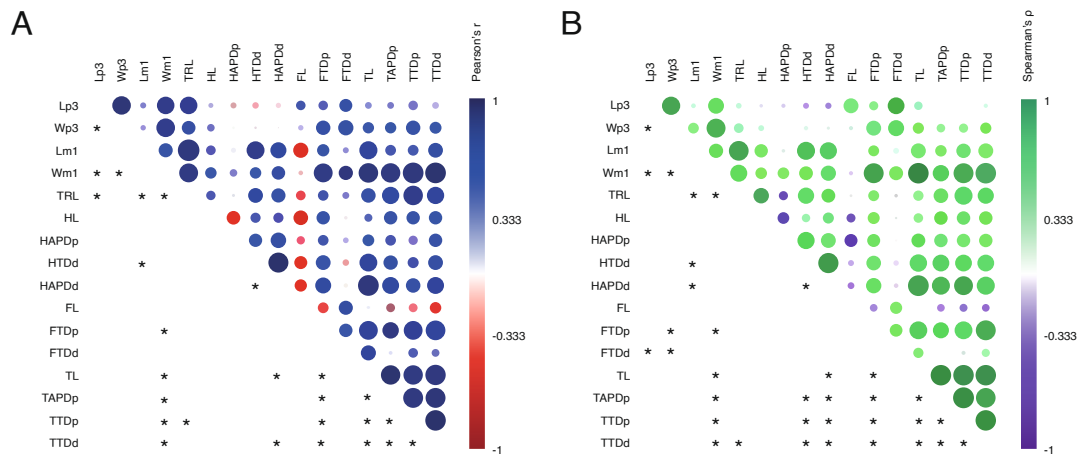 A
Lp3 Wp3 Lm1 Wm1 TRL HL HAPDp HTDd HAPDd FL FTDp FTDd TL TAPDp TTDp TTDd
Pearson's r
Lp3
Wp3 *
Lm1
Wm1 * *
TRL * * *
HL
HAPDp
HTDd *
HAPDd *
FL
FTDp *
FTDd
TL * * *
TAPDp * * *
TTDp * * * * *
TTDd * * * * * *
1
0.333
-0.333
-1
B
Lp3 Wp3 Lm1 Wm1 TRL HL HAPDp HTDd HAPDd FL FTDp FTDd TL TAPDp TTDp TTDd
Spearman's ρ
Lp3
Wp3 *
Lm1
Wm1 * *
TRL * *
HL
HAPDp
HTDd *
HAPDd * *
FL
FTDp * *
FTDd * *
TL * * *
TAPDp * * * * *
TTDp * * * * * *
TTDd * * * * * * * *
1
0.333
-0.333
-1